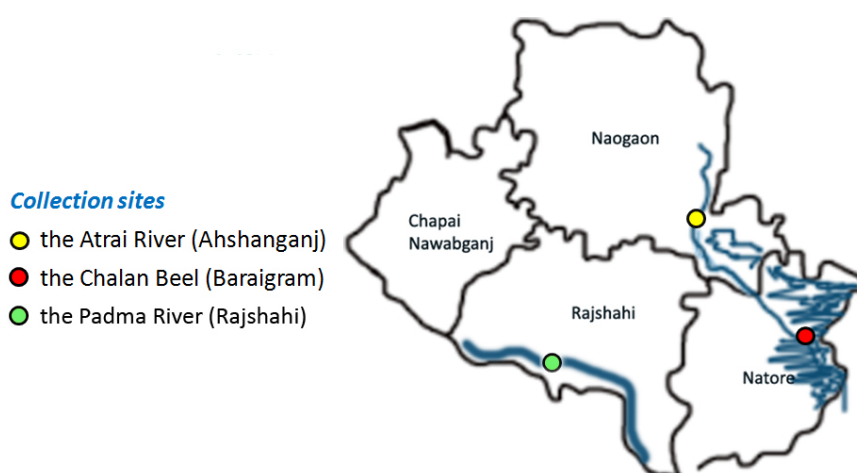 Naogaon
Chapai
Nawabganj
Collection sites
the Atrai River (Ahshanganj)
the Chalan Beel (Baraigram)
the Padma River (Rajshahi)
Rajshahi
Natore